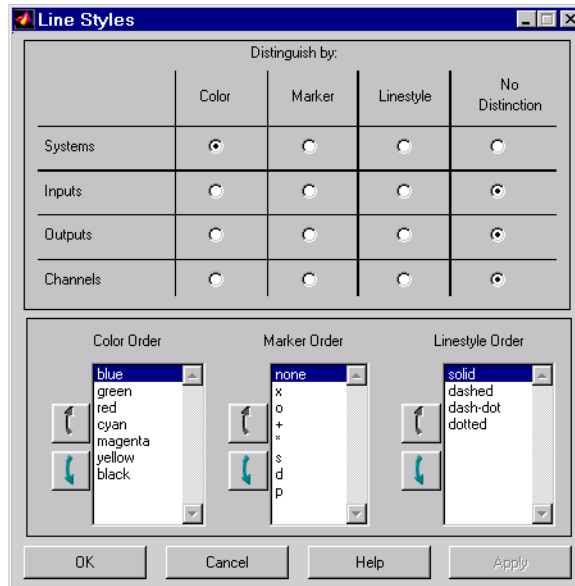 Line Styles
Distinguish by:
Color Marker Linestyle No Distinction
Systems
Inputs
Outputs
Channels
Color Order
blue
green
red
cyan
magenta
yellow
black
Marker Order
none
x
o
+
*
s
d
p
Linestyle Order
solid
dashed
dash-dot
dotted
OK Cancel Help Apply